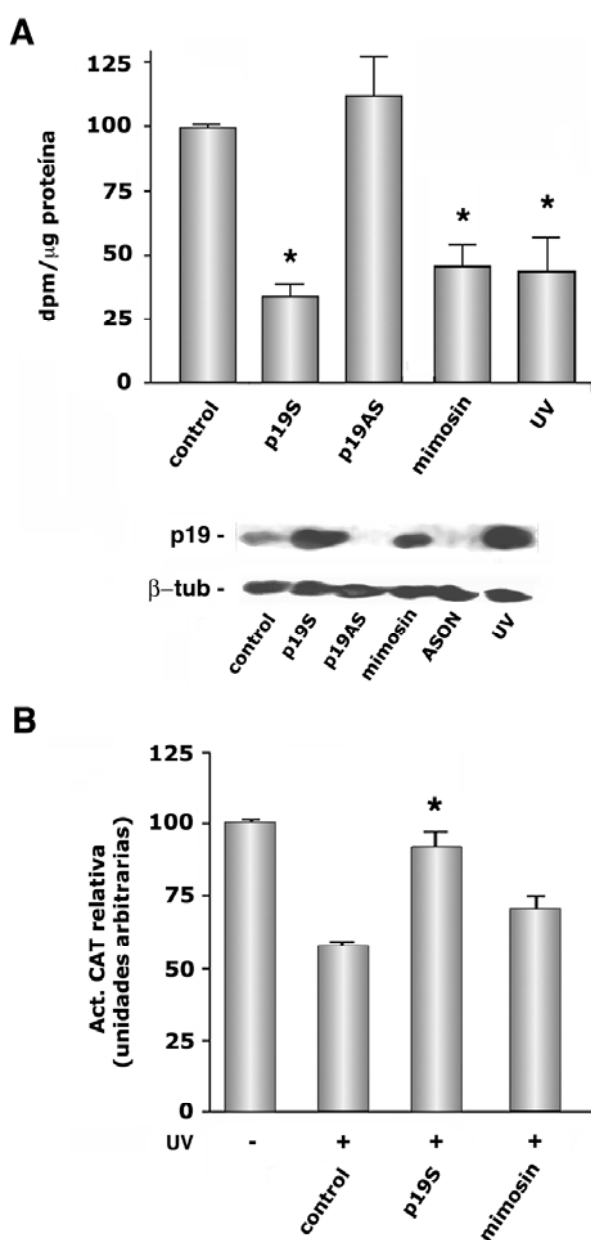 A
dpm/µg proteína
125
100
75
50
25
0
*
*
*
control
p19S
p19AS
mimosin
UV
p19 -
β-tub -
control
p19S
p19AS
mimosin
ASON
UV
B
Act. CAT relativa
(unidades arbitrarias)
125
100
75
50
25
0
*
UV - + + +
control
p19S
mimosin